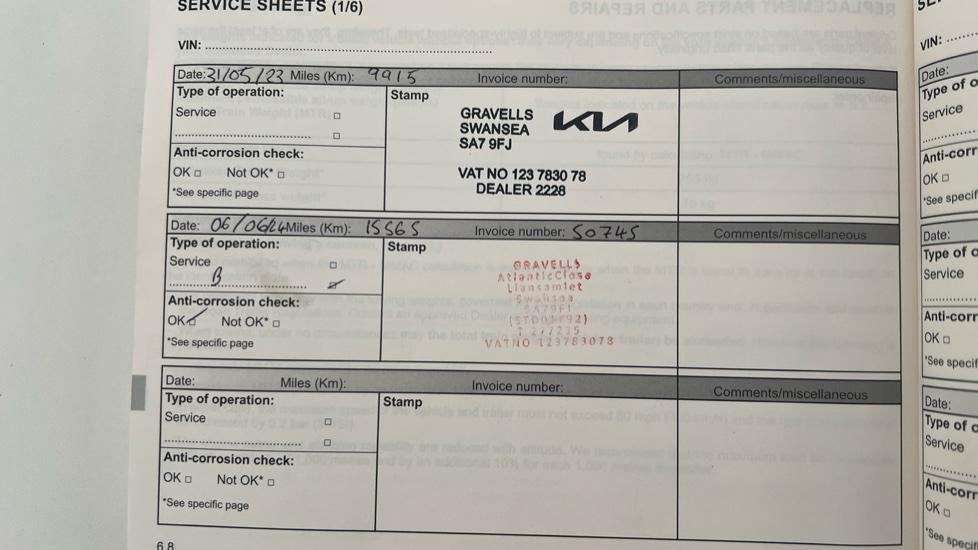 SERVICE SHEETS (1/6)
VIN:
Date: 31/05/23 Miles (Km): 9915 Invoice number: Comments/miscellaneous
Type of operation:
Service
Anti-corrosion check:
OK Not OK*
*See specific page
Stamp
GRAVELLS
SWANSEA
SA7 9FJ
KIA
VAT NO 123 7830 78
DEALER 2228
Date: 06/06/24 Miles (Km): 15565 Invoice number: 50745 Comments/miscellaneous
Type of operation:
Service
B
Anti-corrosion check:
OK Not OK*
*See specific page
Stamp
GRAVELLS
Atlantic Close
Llansamlet
Swansea
VATNO 123783078
Date: Miles (Km): Invoice number: Comments/miscellaneous
Type of operation:
Service
Anti-corrosion check:
OK Not OK*
*See specific page
Stamp
VIN:
Date:
Type of
Service
Anti-corr
OK
*See specif
Date:
Type of
Service
Anti-corr
OK
*See specif
Date:
Type of
Service
Anti-corr
OK
*See specif